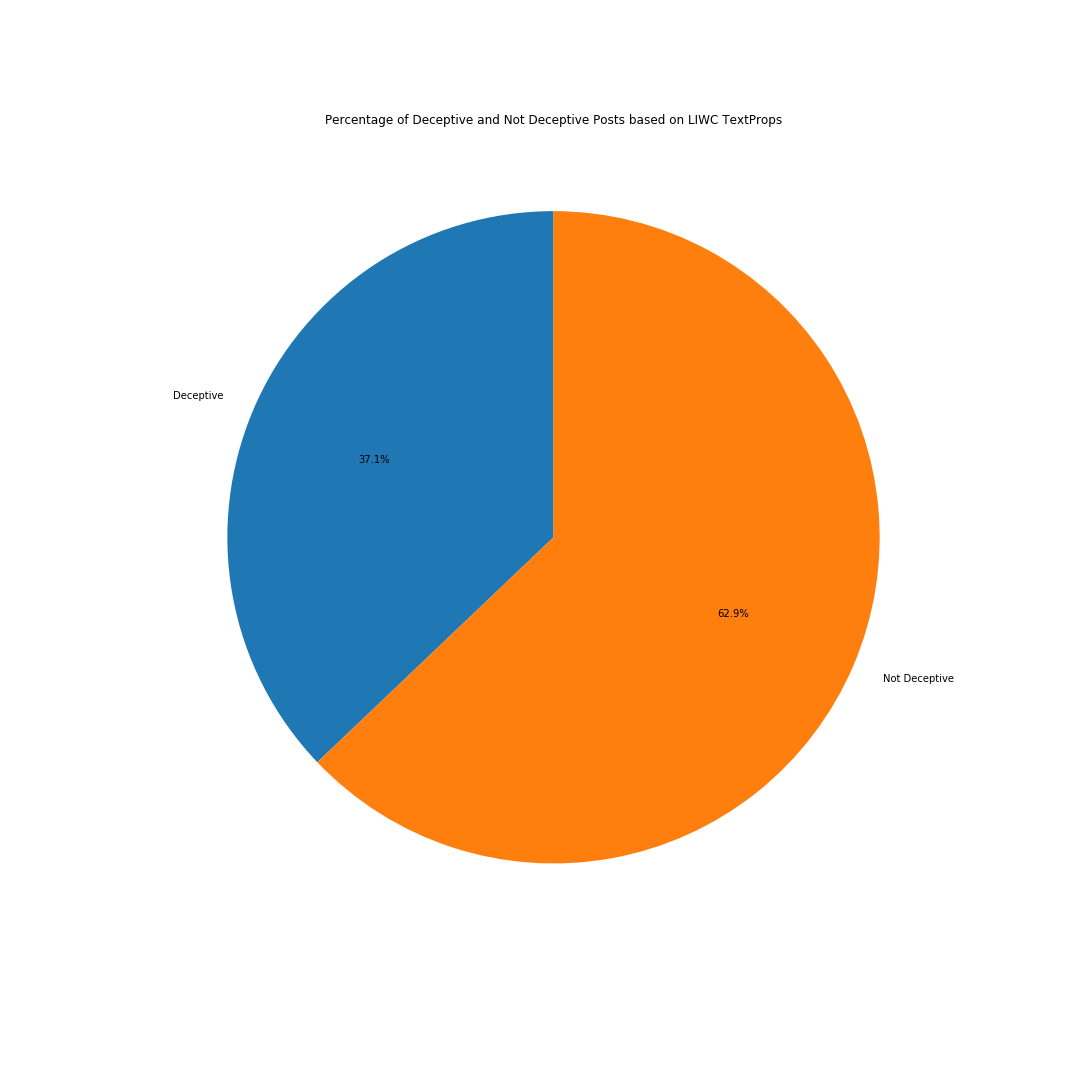 Percentage of Deceptive and Not Deceptive Posts based on LIWC TextProps
Deceptive
37.1%
62.9%
Not Deceptive